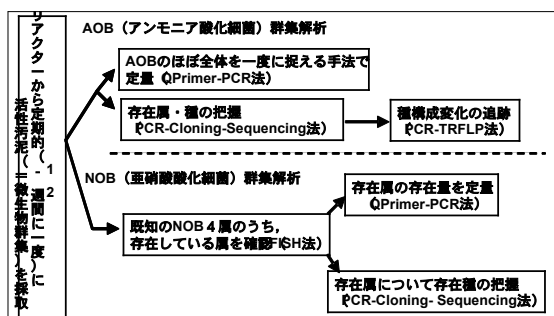 リアクターから定期的(1-2週間に一度)に
活性汚泥(=微生物群集)を採取
AOB(アンモニア酸化細菌)群集解析
AOBのほぼ全体を一度に捉える手法で
定量(QPrimer-PCR法)
存在属・種の把握
(PCR-Cloning-Sequencing法)
種構成変化の追跡
(PCR-TRFLP法)
NOB(亜硝酸酸化細菌)群集解析
既知のNOB4属のうち,
存在している属を確認(FISH法)
存在属の存在量を定量
(QPrimer-PCR法)
存在属について存在種の把握
(PCR-Cloning- Sequencing法)